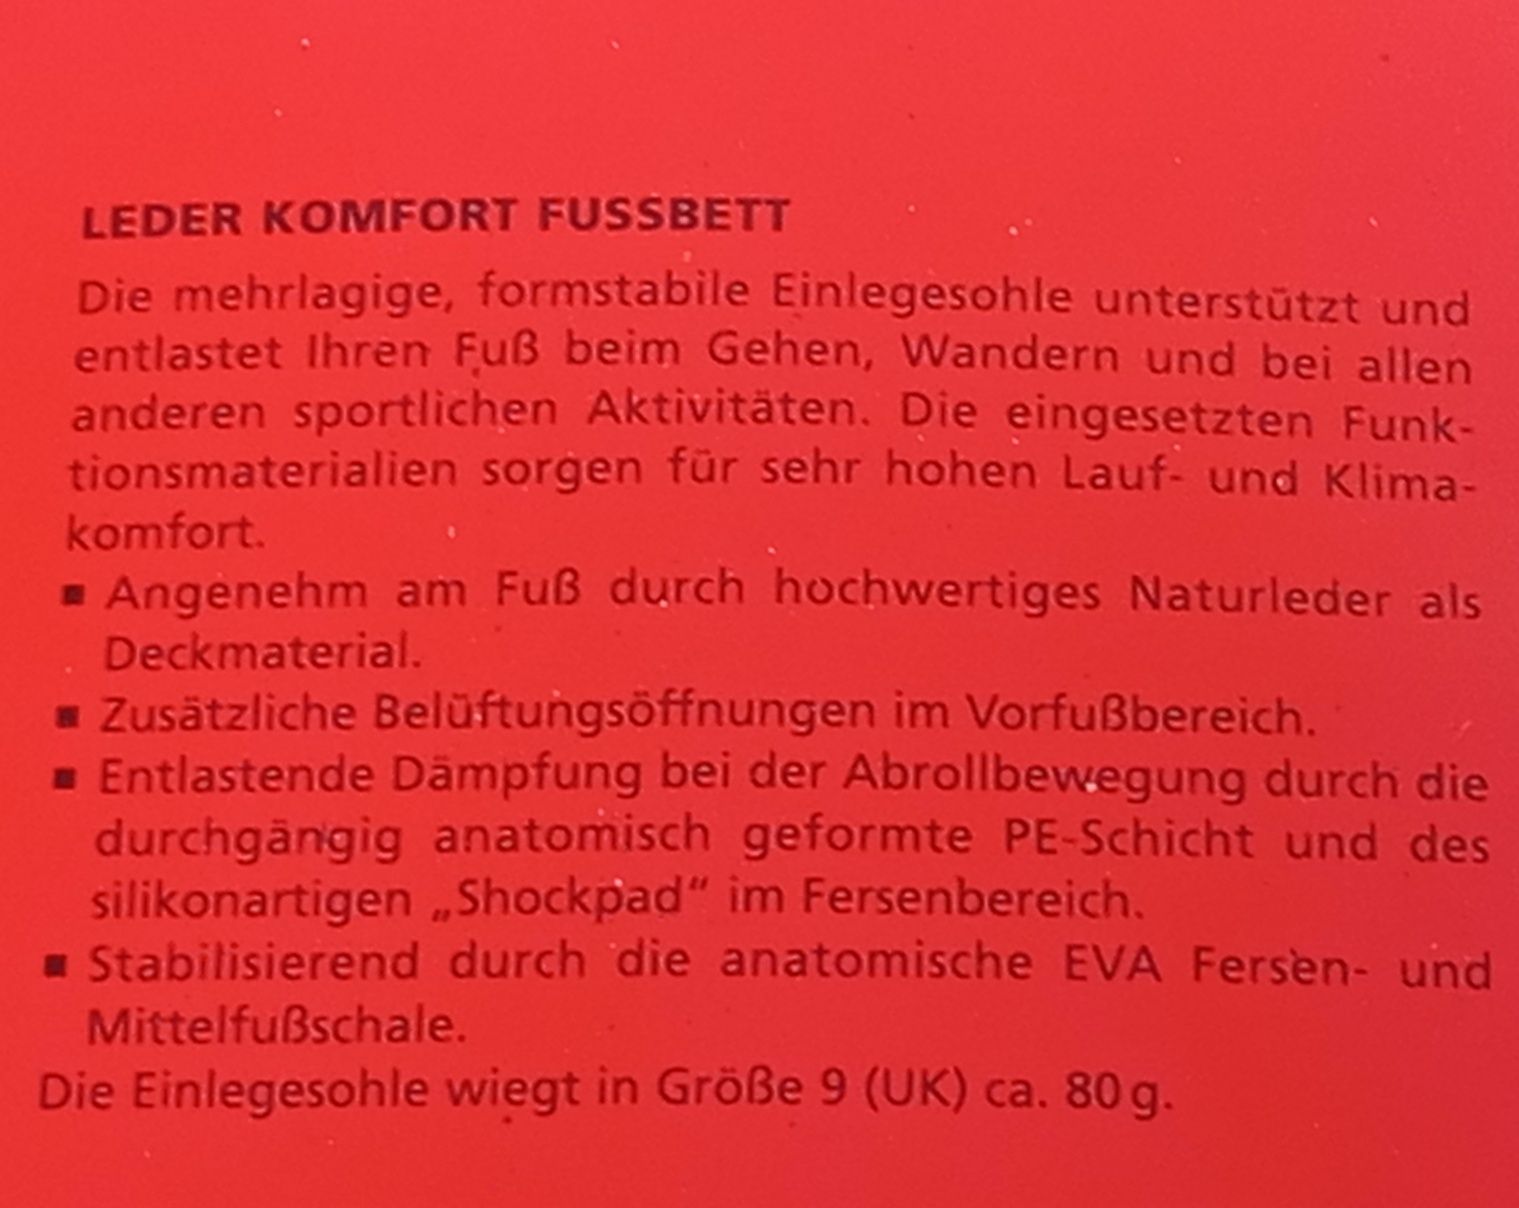 LEDER KOMFORT FUSSBETT
Die mehrlagige, formstabile Einlegesohle unterstützt und
entlastet Ihren Fuß beim Gehen, Wandern und bei allen
anderen sportlichen Aktivitäten. Die eingesetzten Funk-
tionsmaterialien sorgen für sehr hohen Lauf- und Klima-
komfort.
▪ Angenehm am Fuß durch hochwertiges Naturleder als
Deckmaterial.
▪ Zusätzliche Belüftungsöffnungen im Vorfußbereich.
▪ Entlastende Dämpfung bei der Abrollbewegung durch die
durchgängig anatomisch geformte PE-Schicht und des
silikonartigen „Shockpad“ im Fersenbereich.
▪ Stabilisierend durch die anatomische EVA Fersen- und
Mittelfußschale.
Die Einlegesohle wiegt in Größe 9 (UK) ca. 80 g.